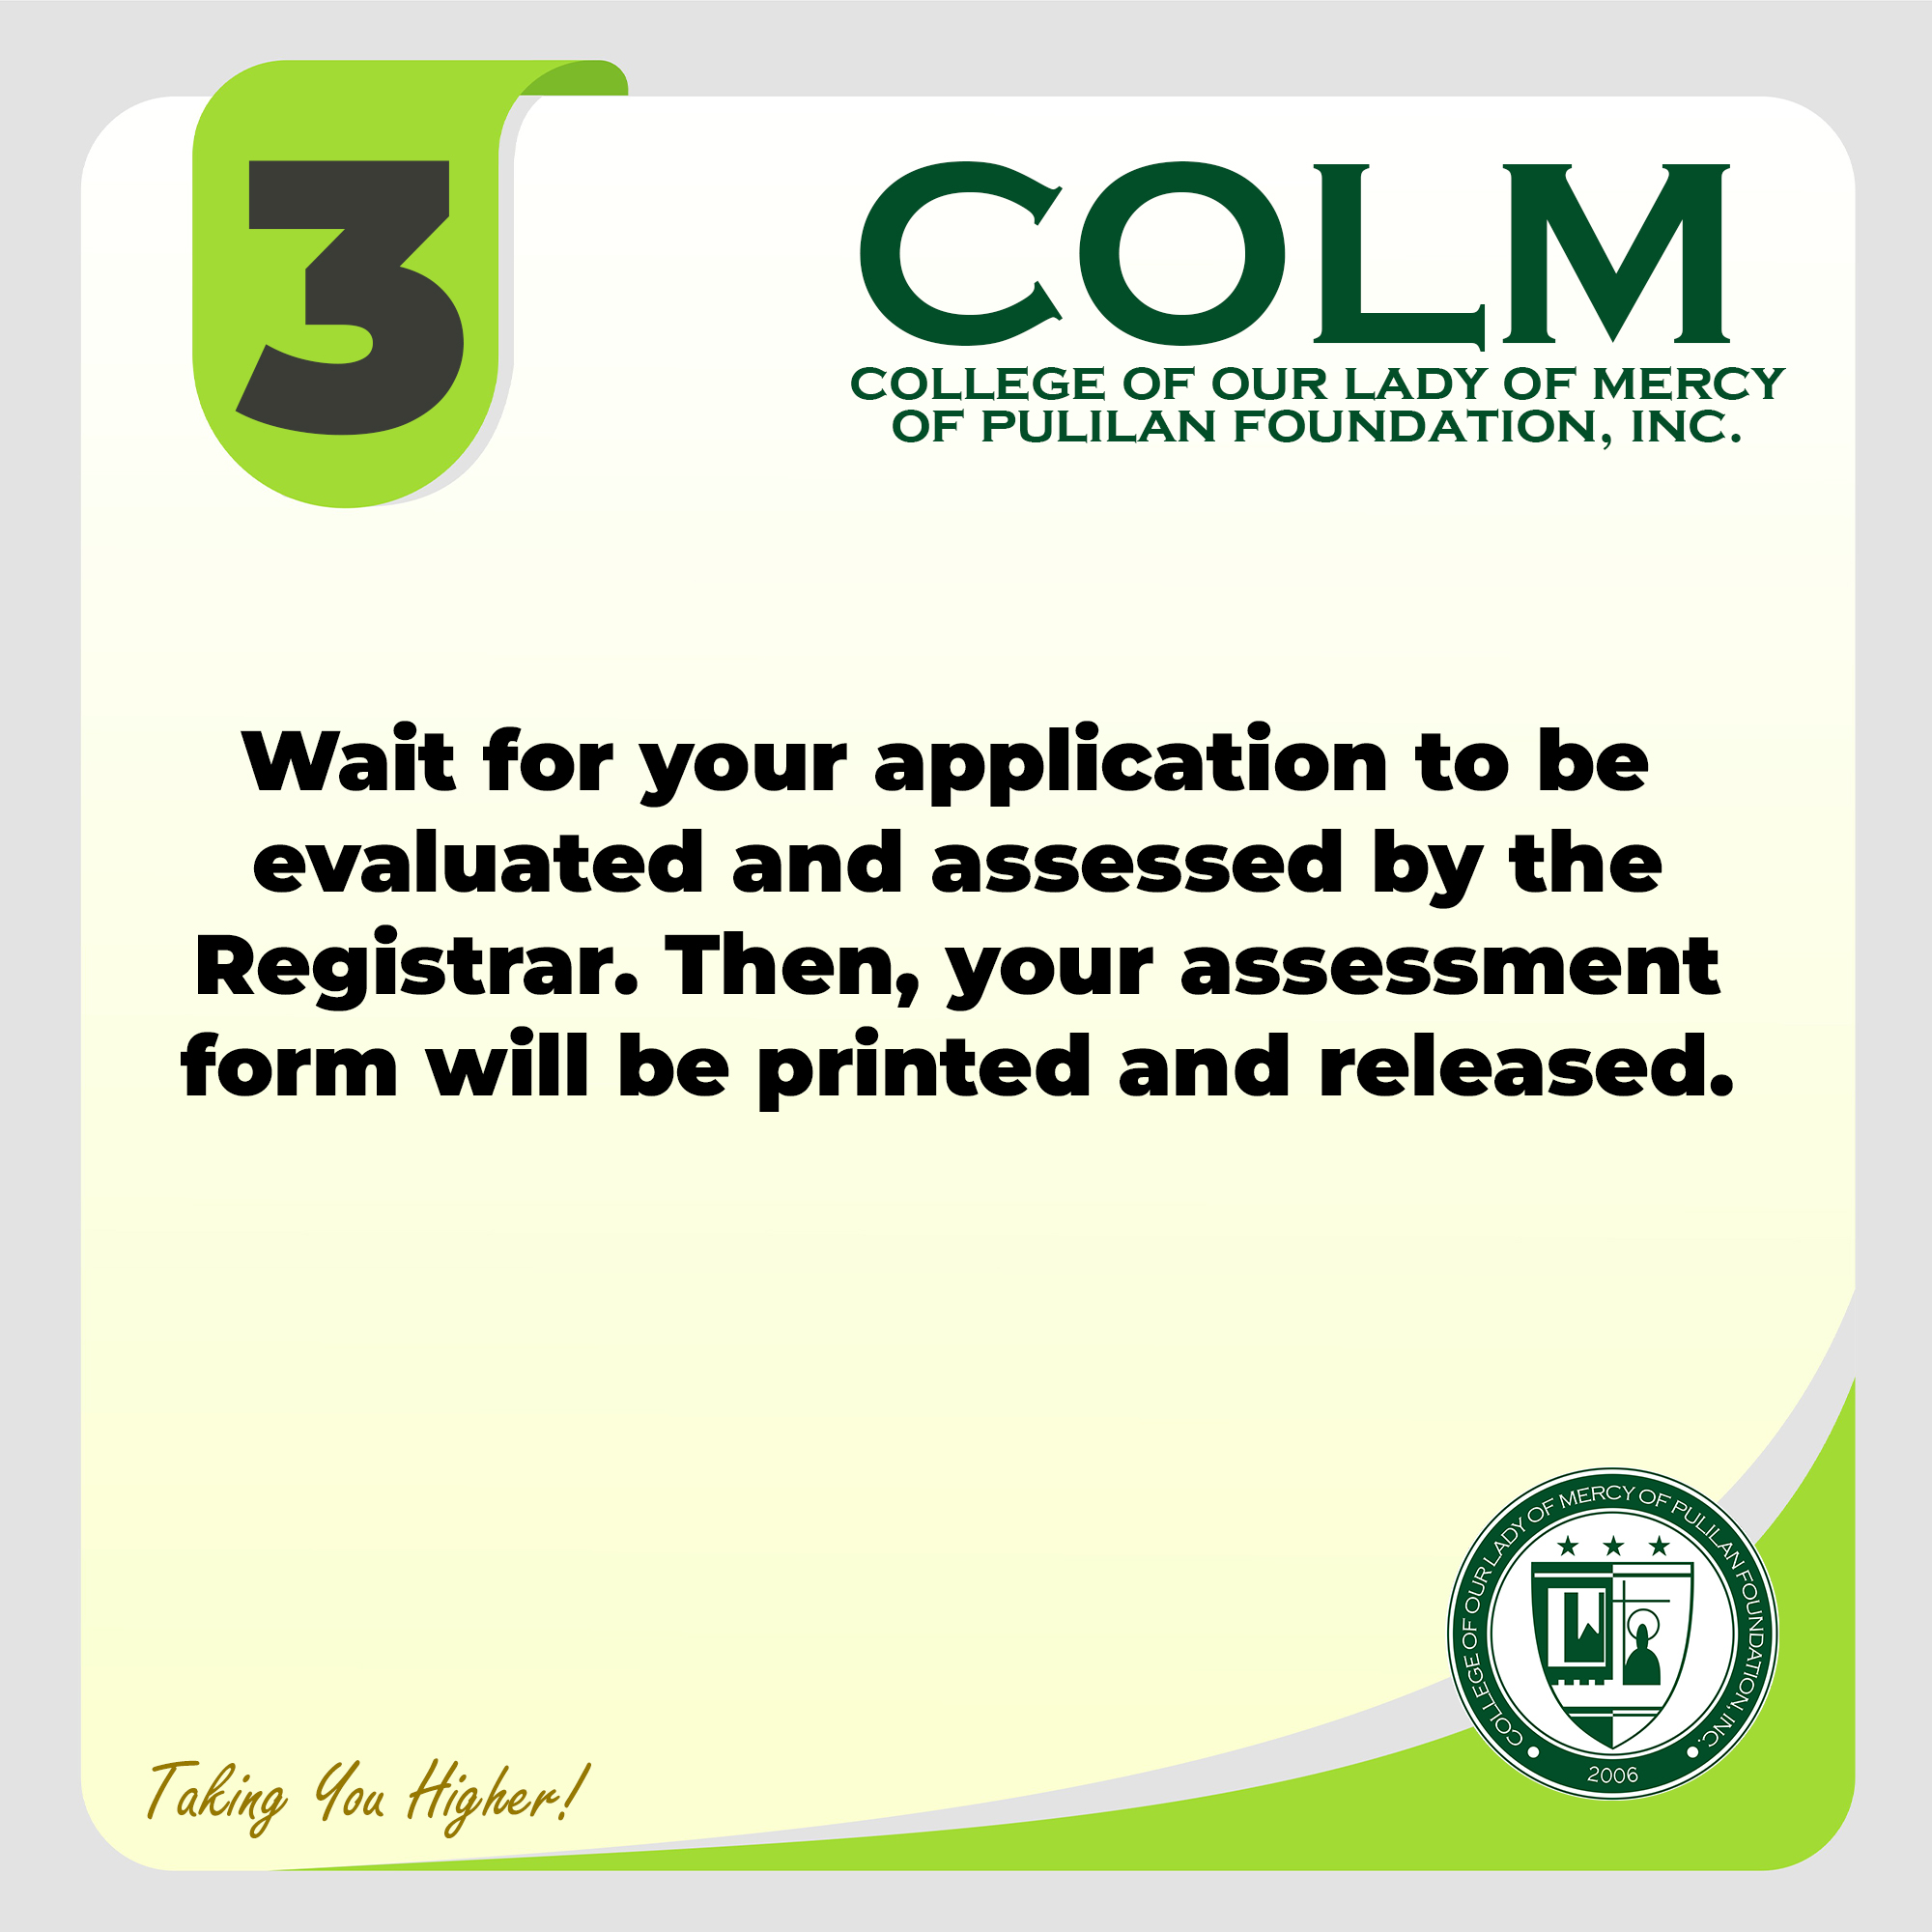 3
COLM
COLLEGE OF OUR LADY OF MERCY
OF PULILAN FOUNDATION, INC.
Wait for your application to be
evaluated and assessed by the
Registrar. Then, your assessment
form will be printed and released.
COLLEGE OF OUR LADY OF MERCY OF PULILAN FOUNDATION, INC.
2006
Taking You Higher!